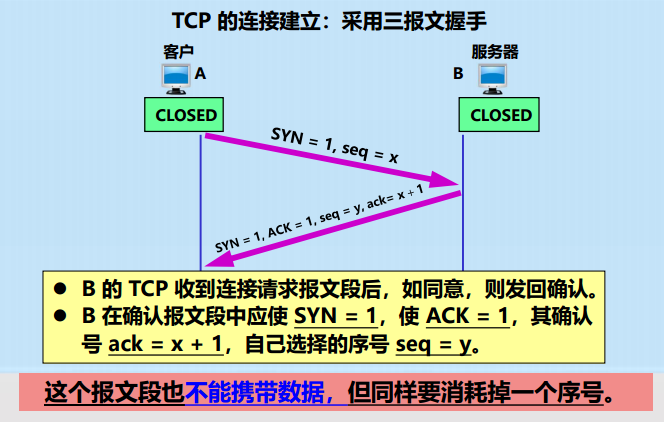 TCP 的连接建立：采用三报文握手
客户
服务器
A
B
CLOSED
CLOSED
SYN = 1, seq = x
SYN = 1, ACK = 1, seq = y, ack= x + 1
● B 的 TCP 收到连接请求报文段后，如同意，则发回确认。
● B 在确认报文段中应使 SYN = 1，使 ACK = 1，其确认
号 ack = x + 1，自己选择的序号 seq = y。
这个报文段也不能携带数据，但同样要消耗掉一个序号。